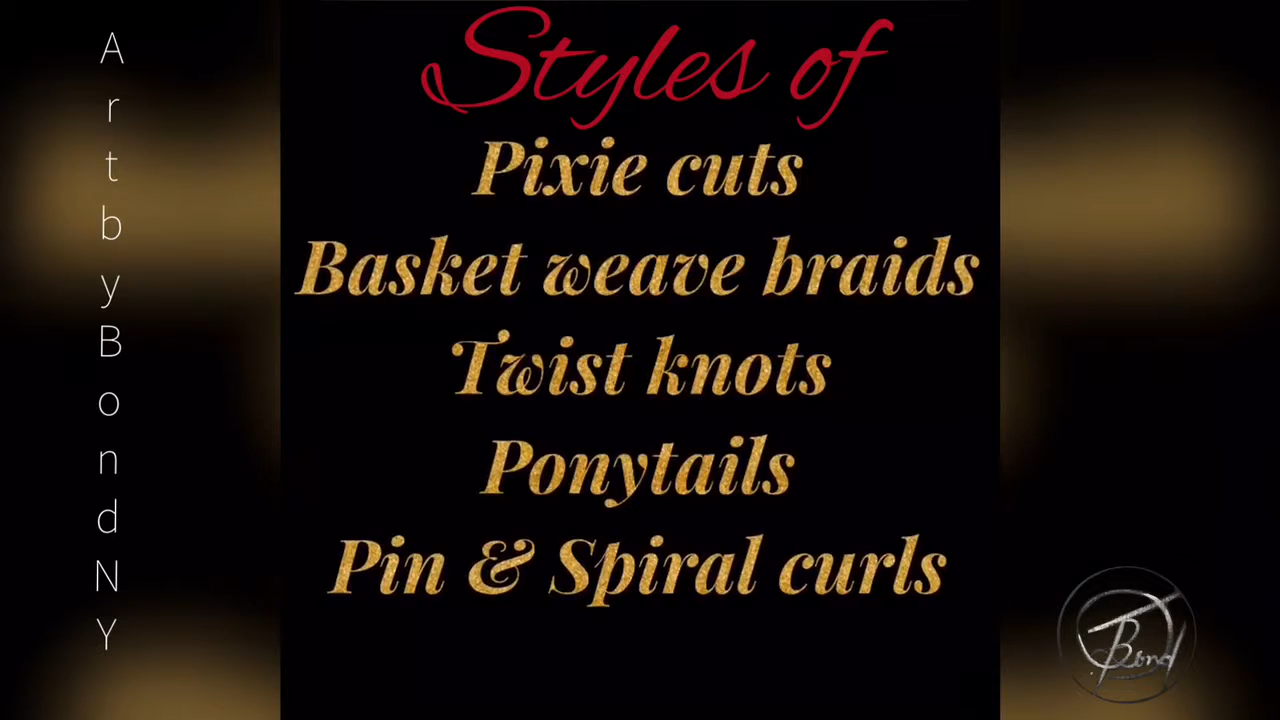 ArtbyBondNY
Styles of
Pixie cuts
Basket weave braids
Twist knots
Ponytails
Pin & Spiral curls
Bond